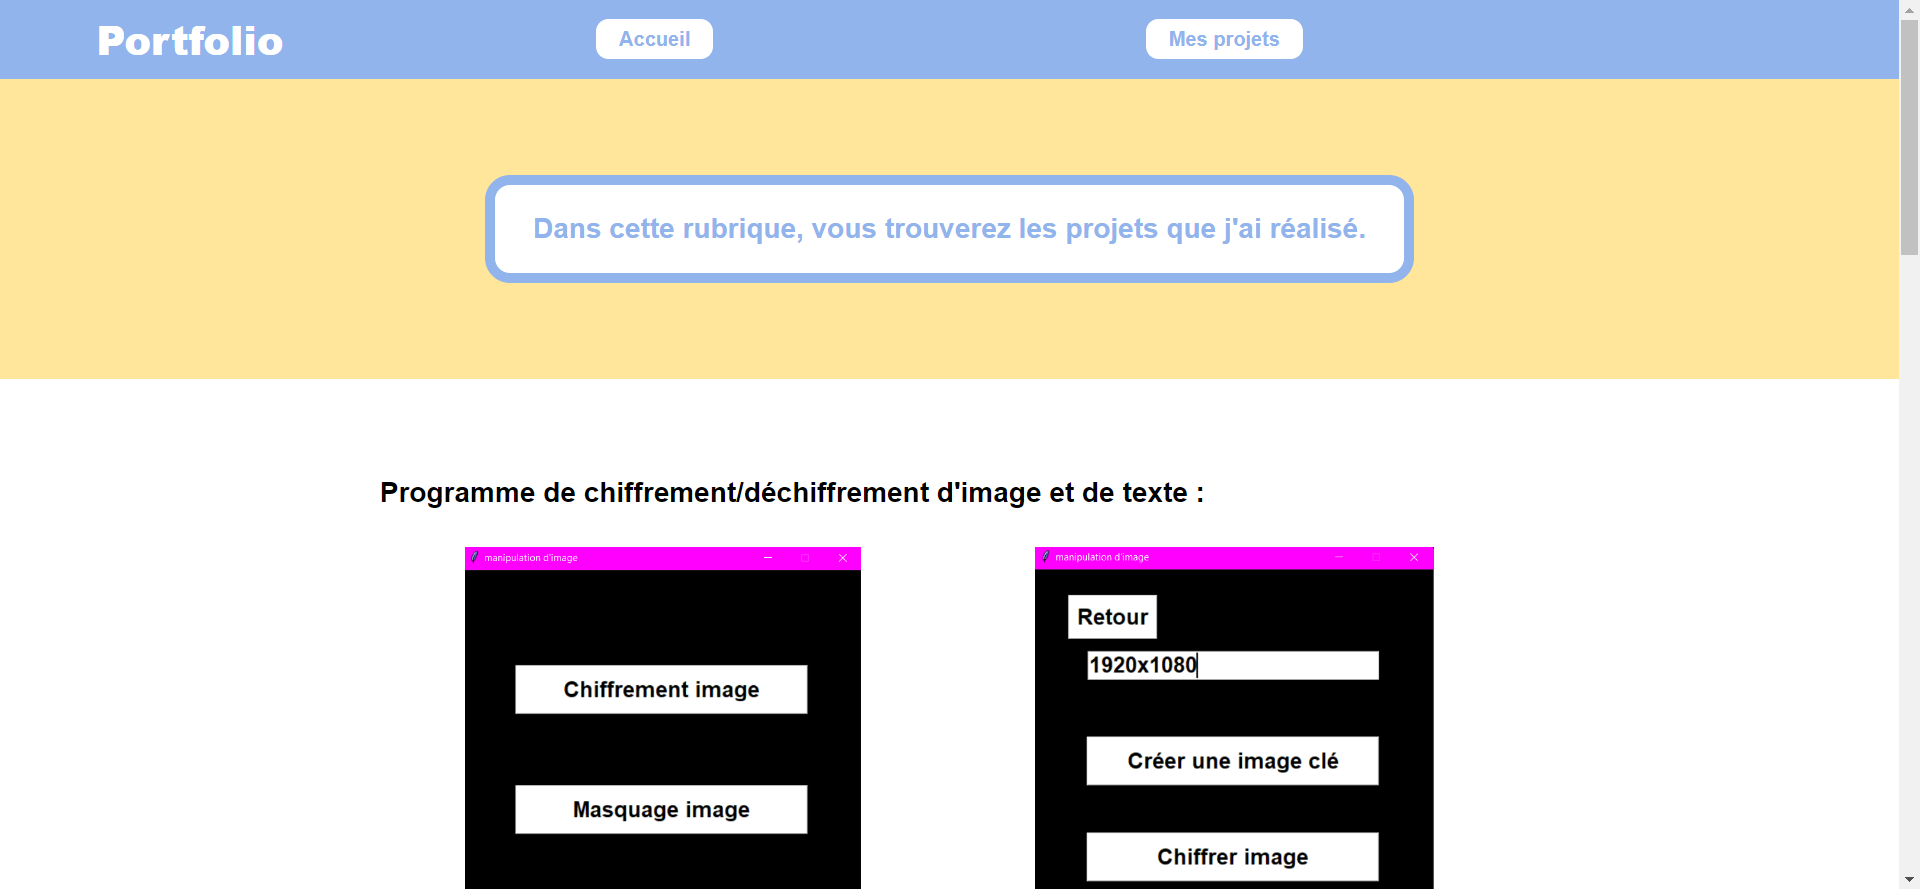 Portfolio
Accueil
Mes projets
Dans cette rubrique, vous trouverez les projets que j'ai réalisé.
Programme de chiffrement/déchiffrement d'image et de texte :
manipulation d'image
Chiffrement image
Masquage image
manipulation d'image
Retour
1920x1080
Créer une image clé
Chiffrer image